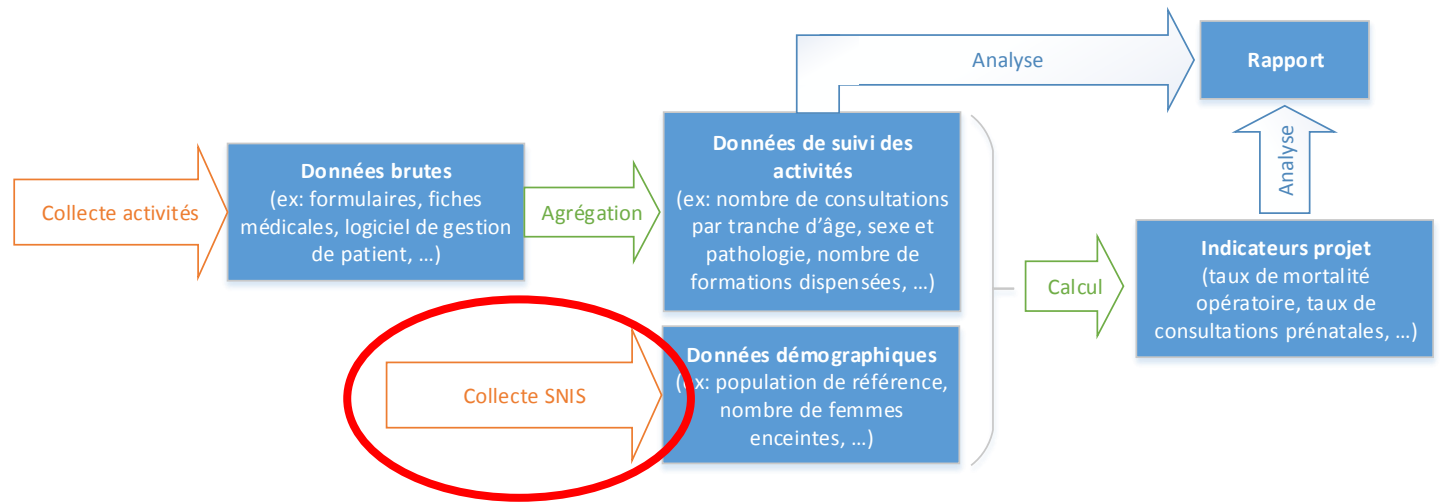 Analyse
Rapport
Collecte activités
Données brutes
(ex: formulaires, fiches
médicales, logiciel de gestion
de patient, …)
Agrégation
Données de suivi des
activités
(ex: nombre de consultations
par tranche d’âge, sexe et
pathologie, nombre de
formations dispensées, …)
Analyse
Calcul
Indicateurs projet
(taux de mortalité
opératoire, taux de
consultations prénatales, …)
Collecte SNIS
Données démographiques
(ex: population de référence,
nombre de femmes
enceintes, …)